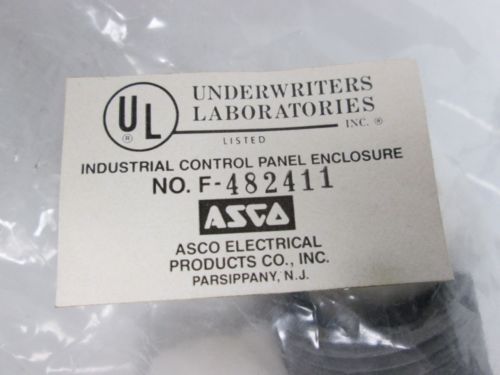 UL ®
UNDERWRITERS
LABORATORIES
INC. ®
LISTED
INDUSTRIAL CONTROL PANEL ENCLOSURE
NO. F-482411
ASCO
ASCO ELECTRICAL
PRODUCTS CO., INC.
PARSIPPANY, N.J.